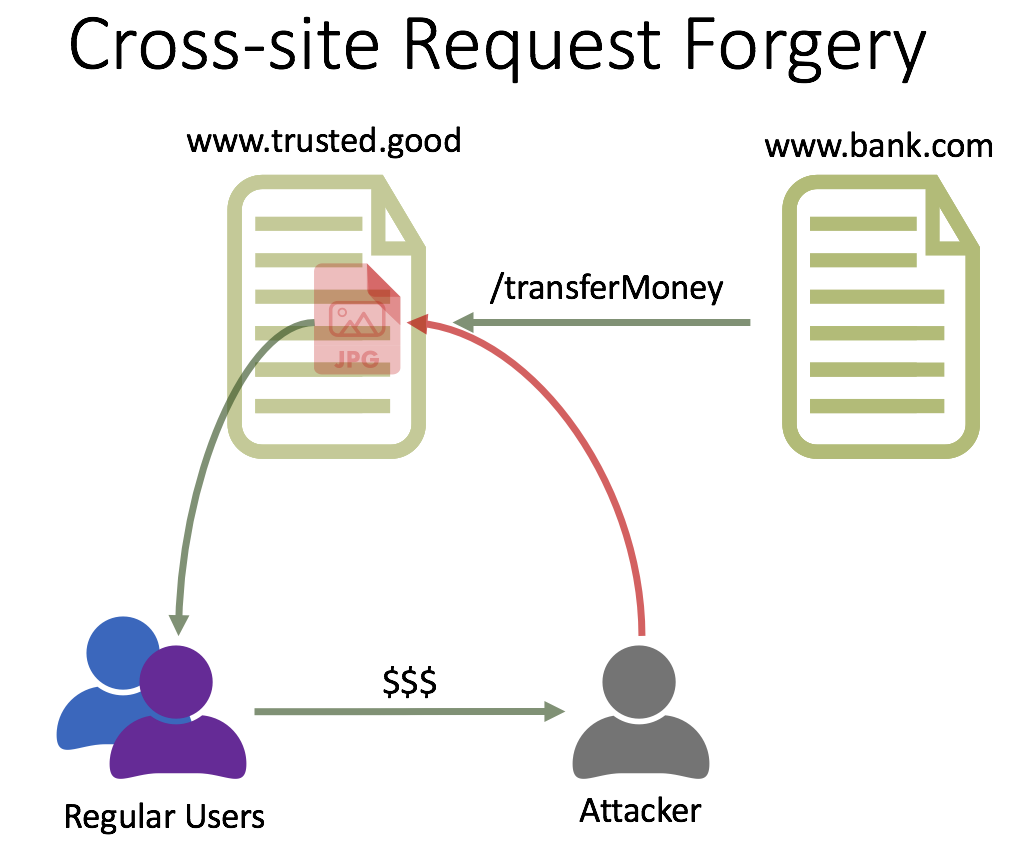 Cross-site Request Forgery
www.trusted.good
www.bank.com
/transferMoney
JPG
$$$
Regular Users
Attacker